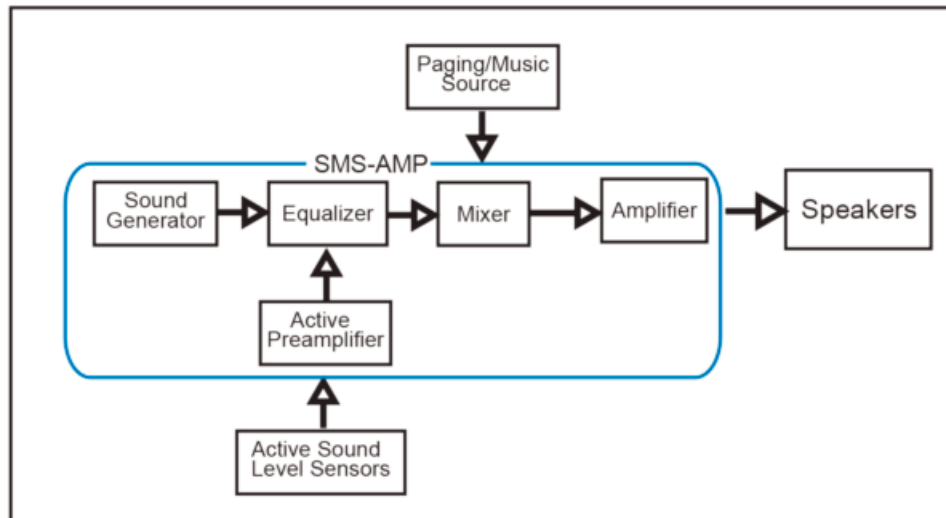 Paging/Music
Source
SMS-AMP
Sound
Generator
Equalizer
Mixer
Amplifier
Speakers
Active
Preamplifier
Active Sound
Level Sensors